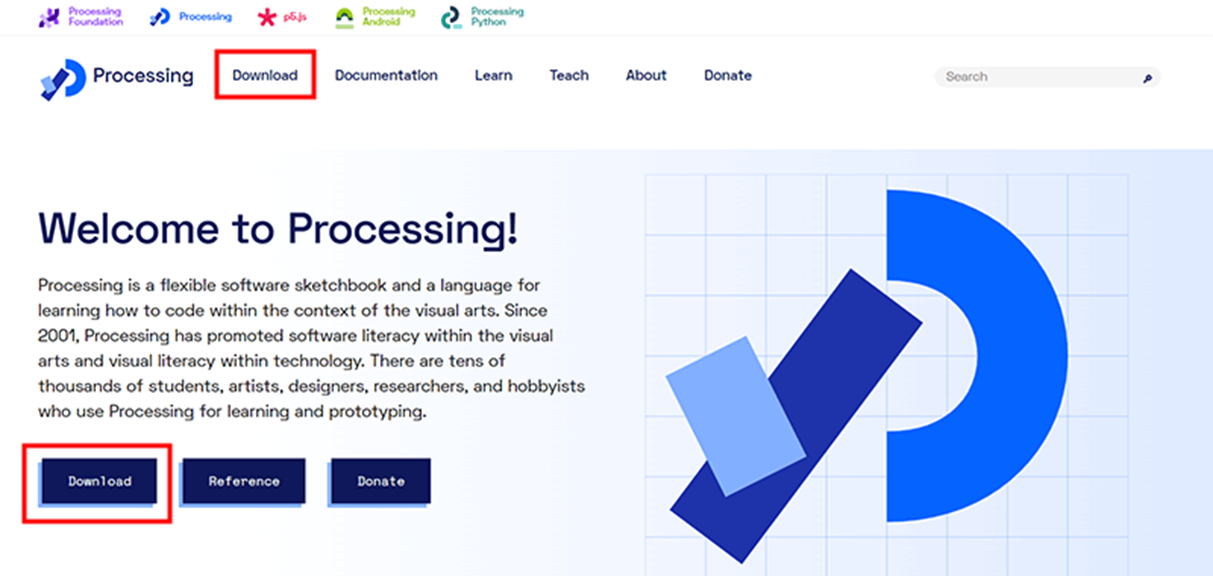 Processing
Foundation
Processing
p5.js
Processing
Android
Processing
Python
Processing
Download
Documentation
Learn
Teach
About
Donate
Search
Welcome to Processing!
Processing is a flexible software sketchbook and a language for
learning how to code within the context of the visual arts. Since
2001, Processing has promoted software literacy within the visual
arts and visual literacy within technology. There are tens of
thousands of students, artists, designers, researchers, and hobbyists
who use Processing for learning and prototyping.
Download
Reference
Donate